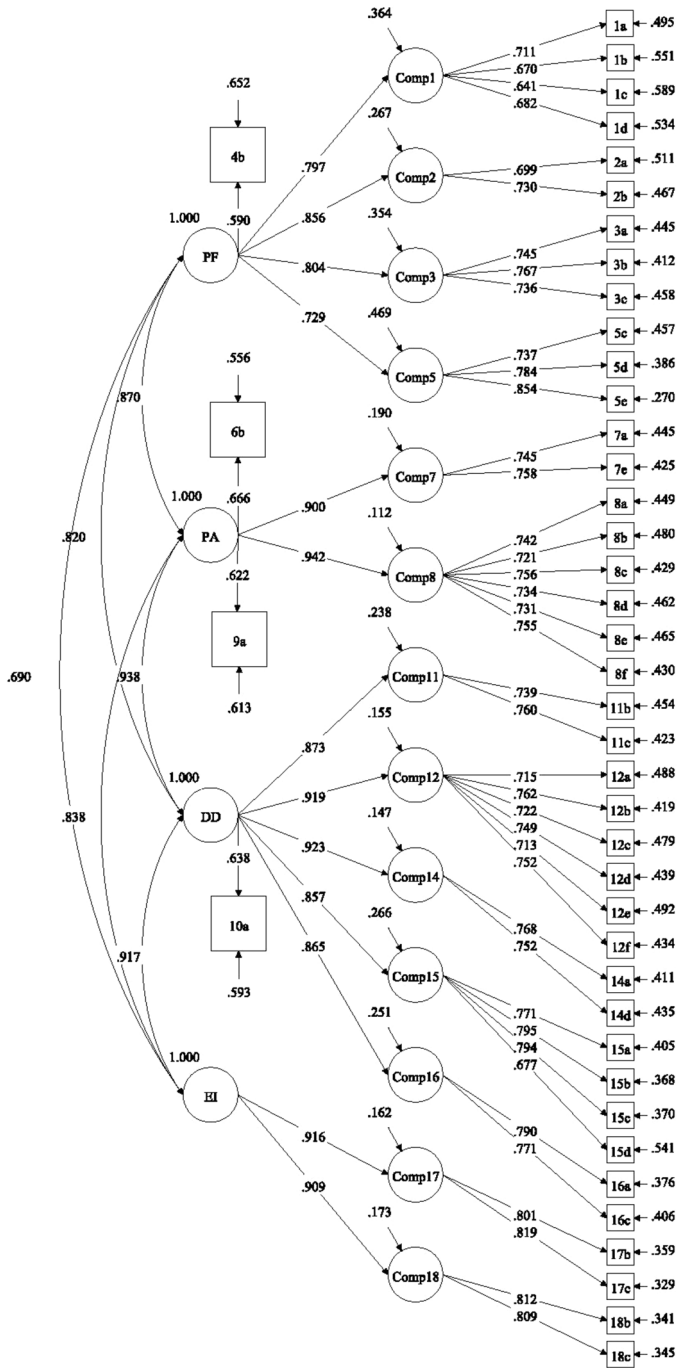 .364
1a .495
.711
.670
1b .551
Comp1
.641
1c .589
.682
.652
.267
1d .534
4b
.797
.699
2a .511
Comp2
.730
2b .467
1.000
.590
.856
.354
3a .445
.745
PF
.804
.767
3b .412
Comp3
.736
3c .458
.729
.469
5c .457
.737
.556
.784
5d .386
Comp5
.870
.854
5e .270
6b
.190
7a .445
.745
Comp7
.758
7e .425
1.000
.666
.900
.112
8a .449
.742
PA
.721
8b .480
.820
.942
Comp8
.756
8c .429
.622
.734
8d .462
.238
.731
8e .465
9a
.755
.690
.938
Comp11
8f .430
.739
11b .454
.613
.760
.155
11c .423
.873
1.000
.715
12a .488
.919
Comp12
.762
12b .419
.838
DD
.722
12c .479
.147
.749
.638
.923
.713
12d .439
.752
12e .492
.857
Comp14
10a
.768
12f .434
.865
.266
.752
14a .411
.917
Comp15
14d .435
.593
.771
.251
.795
15a .405
.794
1.000
.677
15b .368
Comp16
EI
15c .370
.162
.790
15d .541
.916
.771
16a .376
Comp17
.909
.801
16c .406
.173
.819
17b .359
Comp18
17c .329
.812
18b .341
.809
18c .345